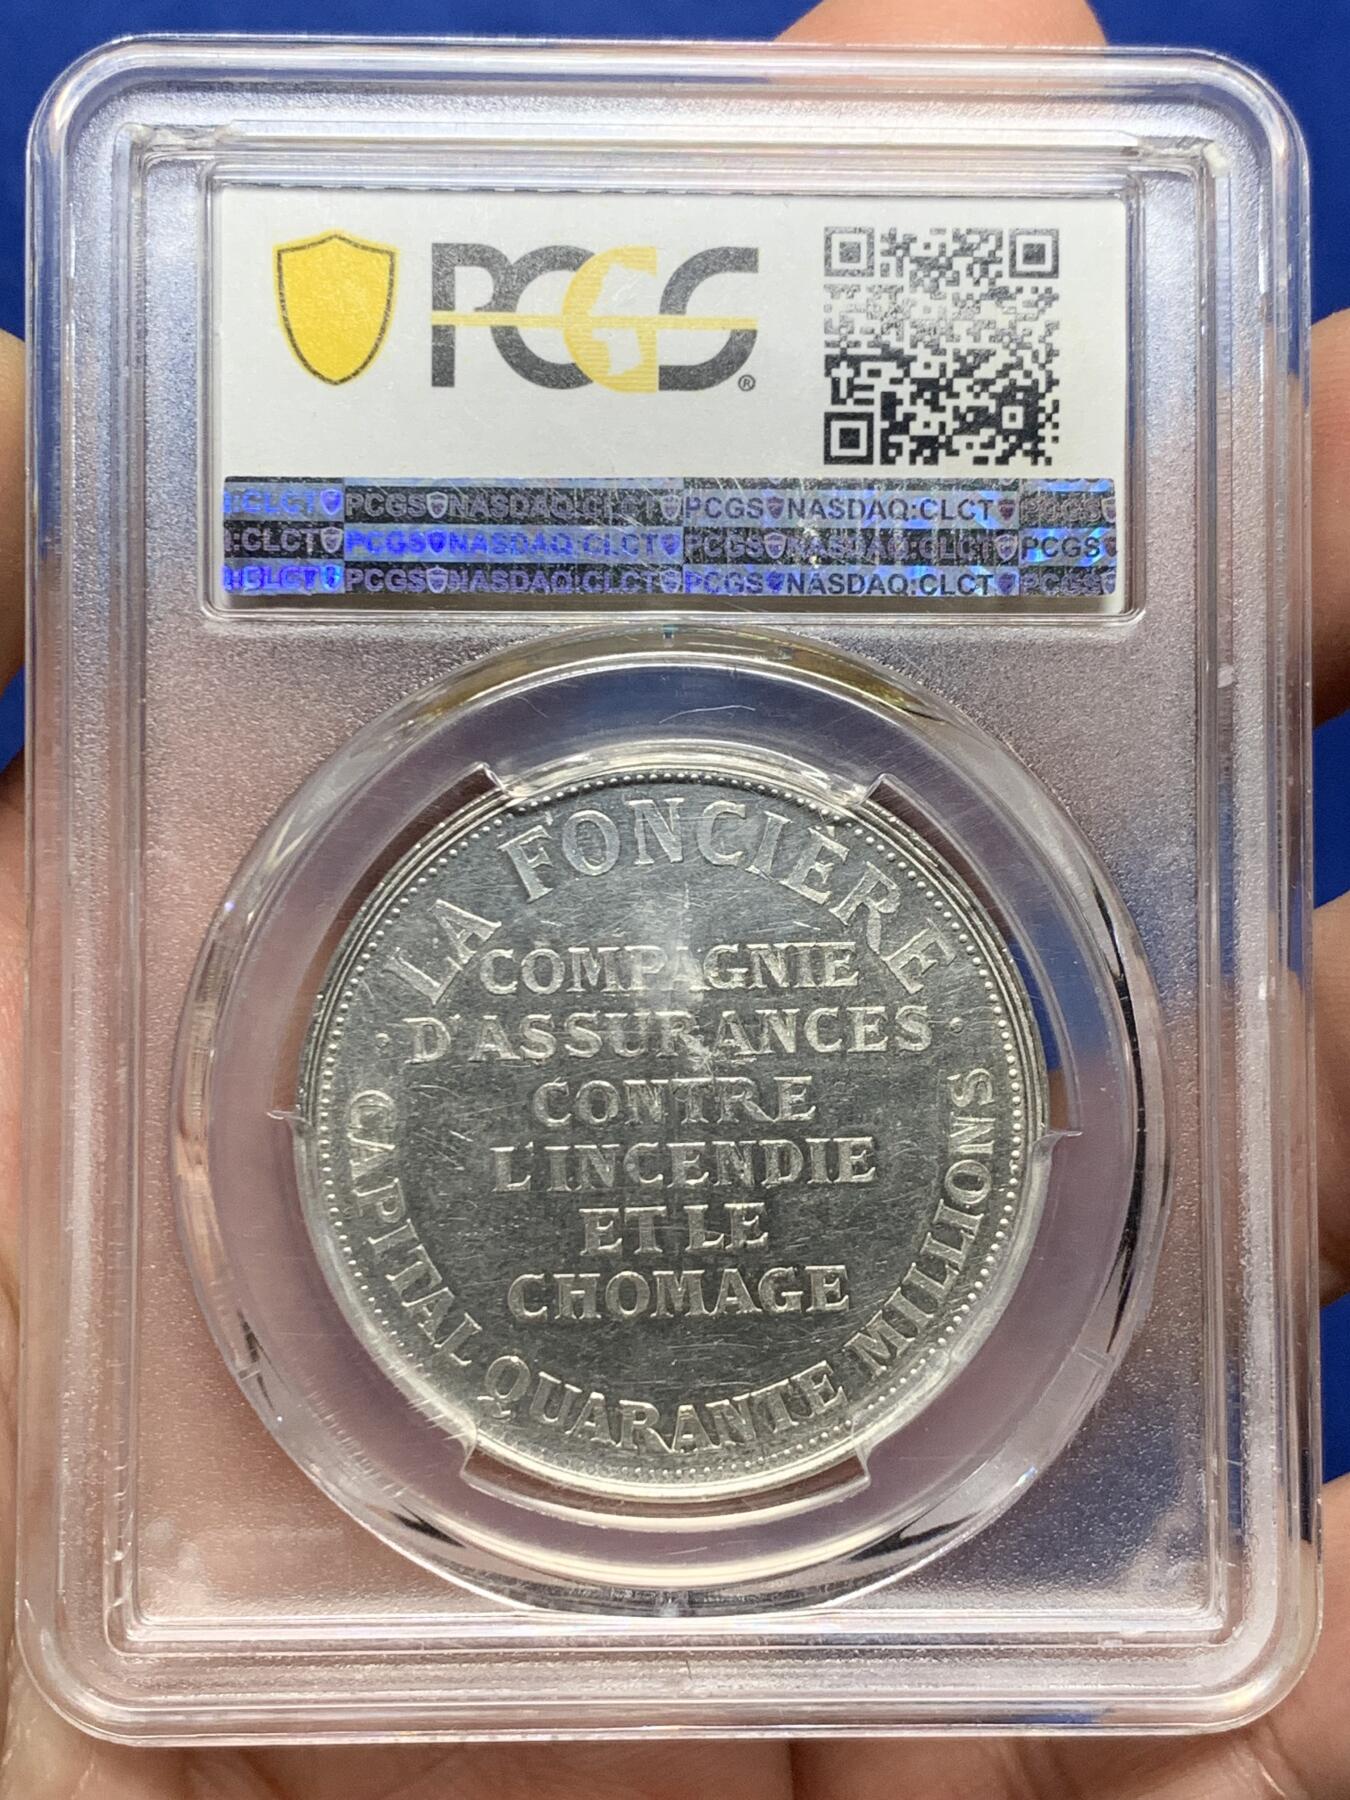 PCGS®
:CLCT PCGS NASDAQ:CLCT PCGS NASDAQ:CLCT PCGS
:CLCT PCGS NASDAQ:CLCT PCGS NASDAQ:CLCT PCGS
:CLCT PCGS NASDAQ:CLCT PCGS NASDAQ:CLCT PCGS
LA FONCIÈRE
COMPAGNIE
· D'ASSURANCES ·
CONTRE
L'INCENDIE
ET LE
CHOMAGE
CAPITAL QUARANTE MILLIONS